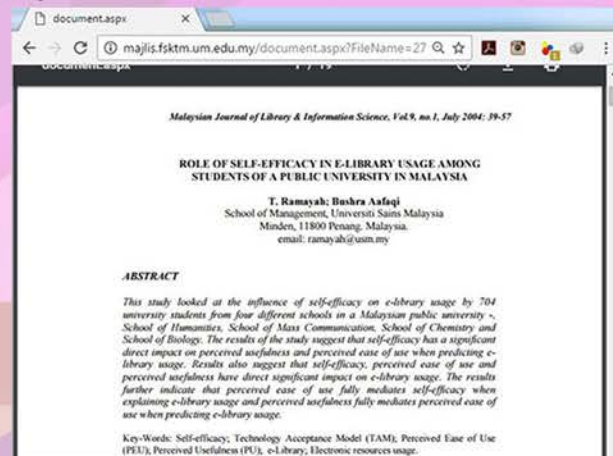 document.aspx
majlis.fsktm.um.edu.my/document.aspx?FileName=27
document.aspx
Malaysian Journal of Library & Information Science, Vol.9, no.1, July 2004: 39-57
ROLE OF SELF-EFFICACY IN E-LIBRARY USAGE AMONG
STUDENTS OF A PUBLIC UNIVERSITY IN MALAYSIA
T. Ramayah; Bushra Aafaqi
School of Management, Universiti Sains Malaysia
Minden, 11800 Penang. Malaysia.
email: ramayah@usm.my
ABSTRACT
This study looked at the influence of self-efficacy on e-library usage by 704
university students from four different schools in a Malaysian public university -,
School of Humanities, School of Mass Communication, School of Chemistry and
School of Biology. The results of the study suggest that self-efficacy has a significant
direct impact on perceived usefulness and perceived ease of use when predicting e-
library usage. Results also suggest that self-efficacy, perceived ease of use and
perceived usefulness have direct significant impact on e-library usage. The results
further indicate that perceived ease of use fully mediates self-efficacy when
explaining e-library usage and perceived usefulness fully mediates perceived ease of
use when predicting e-library usage.
Key-Words: Self-efficacy; Technology Acceptance Model (TAM); Perceived Ease of Use
(PEU); Perceived Usefulness (PU); e-Library; Electronic resources usage.